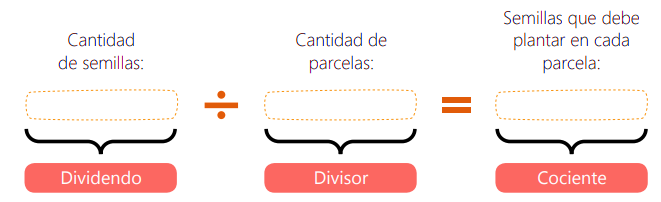 Cantidad
de semillas:
÷
Cantidad de
parcelas:
=
Semillas que debe
plantar en cada
parcela:
Dividendo
Divisor
Cociente